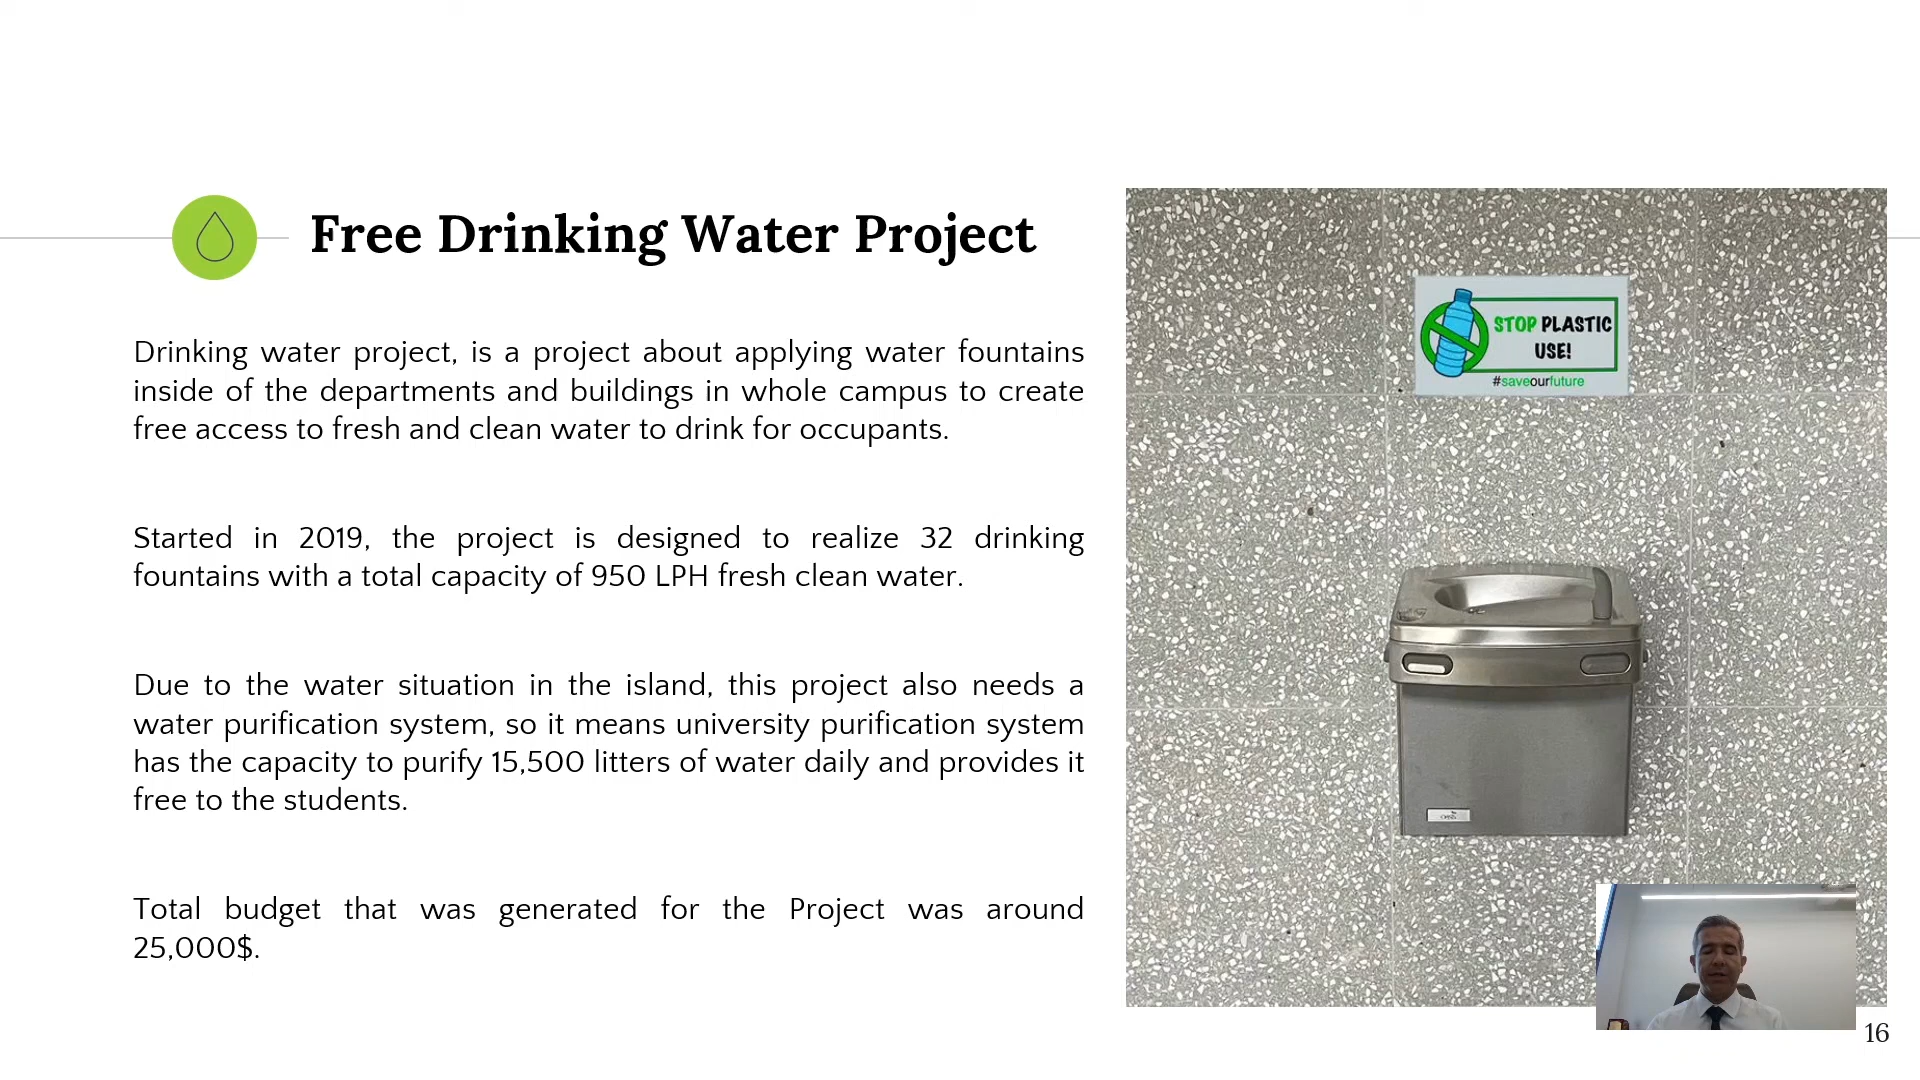 Free Drinking Water Project
Drinking water project, is a project about applying water fountains
inside of the departments and buildings in whole campus to create
free access to fresh and clean water to drink for occupants.
Started in 2019, the project is designed to realize 32 drinking
fountains with a total capacity of 950 LPH fresh clean water.
Due to the water situation in the island, this project also needs a
water purification system, so it means university purification system
has the capacity to purify 15,500 litters of water daily and provides it
free to the students.
Total budget that was generated for the Project was around
25,000$.
STOP PLASTIC
USE!
#saveourfuture
16